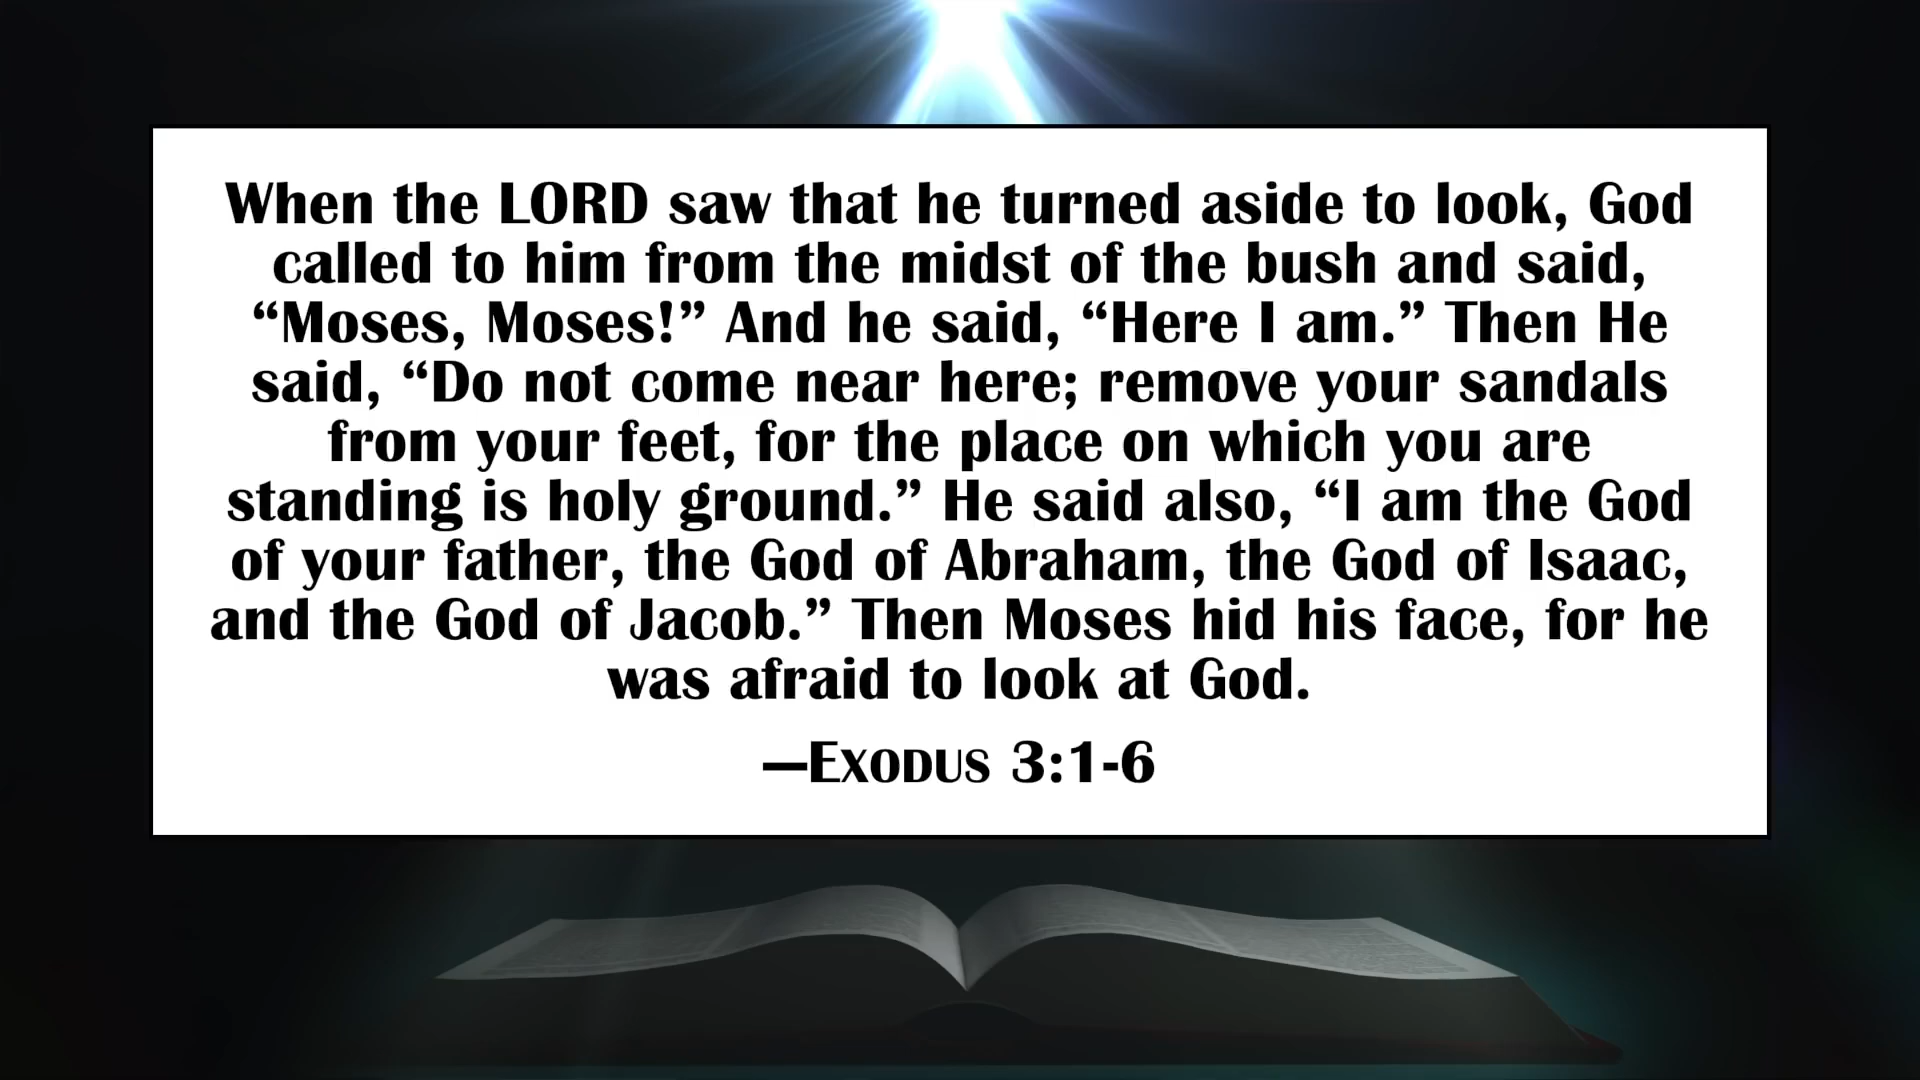 When the LORD saw that he turned aside to look, God
called to him from the midst of the bush and said,
“Moses, Moses!” And he said, “Here I am.” Then He
said, “Do not come near here; remove your sandals
from your feet, for the place on which you are
standing is holy ground.” He said also, “I am the God
of your father, the God of Abraham, the God of Isaac,
and the God of Jacob.” Then Moses hid his face, for he
was afraid to look at God.
—EXODUS 3:1-6